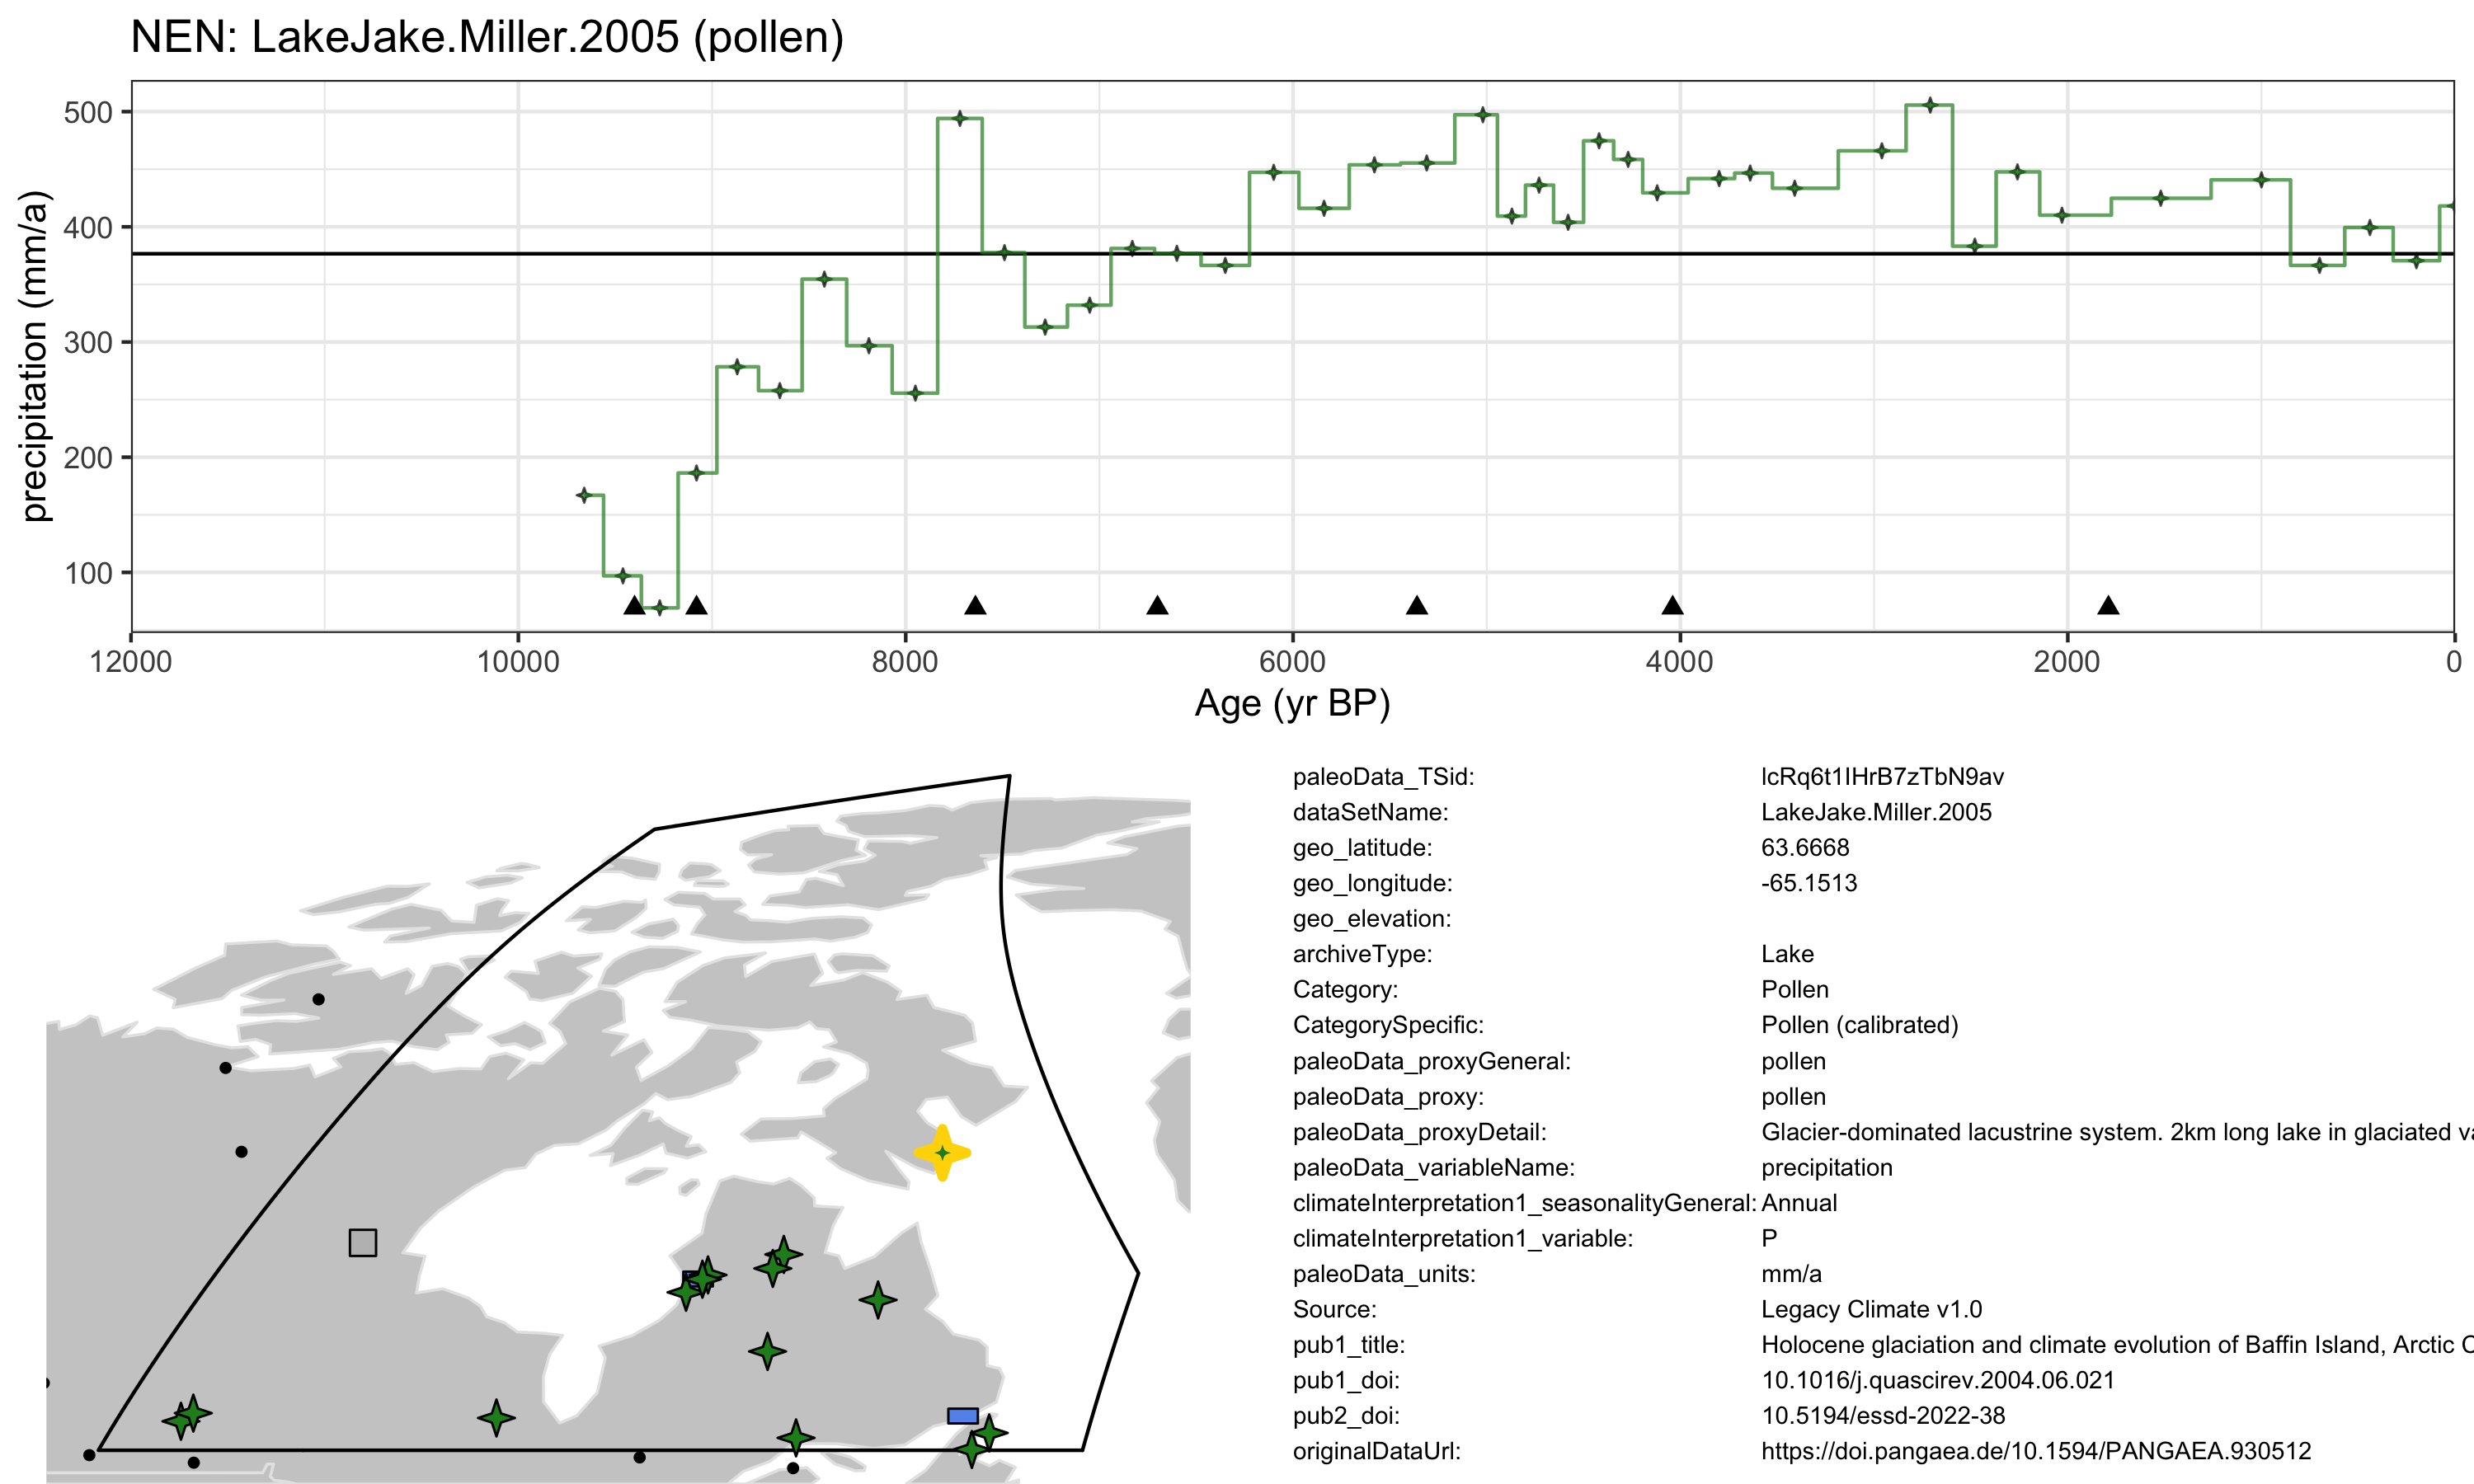 NEN: LakeJake.Miller.2005 (pollen)
precipitation (mm/a)
500
400
300
200
100
12000 10000 8000 6000 4000 2000 0
Age (yr BP)
paleoData_TSid: lcRq6t1IHrB7zTbN9av
dataSetName: LakeJake.Miller.2005
geo_latitude: 63.6668
geo_longitude: -65.1513
geo_elevation:
archiveType: Lake
Category: Pollen
CategorySpecific: Pollen (calibrated)
paleoData_proxyGeneral: pollen
paleoData_proxy: pollen
paleoData_proxyDetail: Glacier-dominated lacustrine system. 2km long lake in glaciated
paleoData_variableName: precipitation
climateInterpretation1_seasonalityGeneral: Annual
climateInterpretation1_variable: P
paleoData_units: mm/a
Source: Legacy Climate v1.0
pub1_title: Holocene glaciation and climate evolution of Baffin Island, Arctic
pub1_doi: 10.1016/j.quascirev.2004.06.021
pub2_doi: 10.5194/essd-2022-38
originalDataUrl: https://doi.pangaea.de/10.1594/PANGAEA.930512